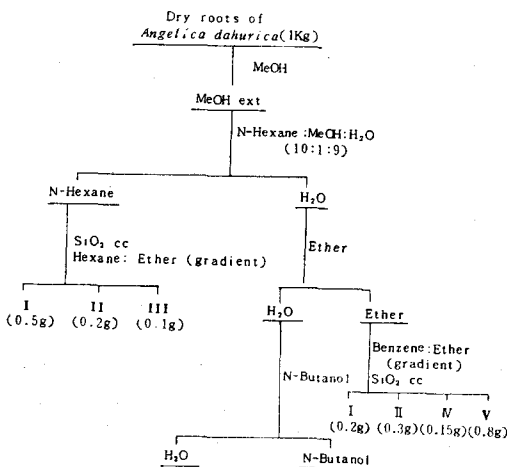 Dry roots of
Angelica dahurica(1Kg)
MeOH
MeOH ext
N-Hexane:MeOH:H₂O
(10:1:9)
N-Hexane
H₂O
SiO₂ cc
Hexane: Ether (gradient)
Ether
I II III
(0.5g) (0.2g) (0.1g)
H₂O Ether
Benzene:Ether
(gradient)
SiO₂ cc
N-Butanol
I II IV V
(0.2g) (0.3g) (0.15g) (0.8g)
H₂O N-Butanol